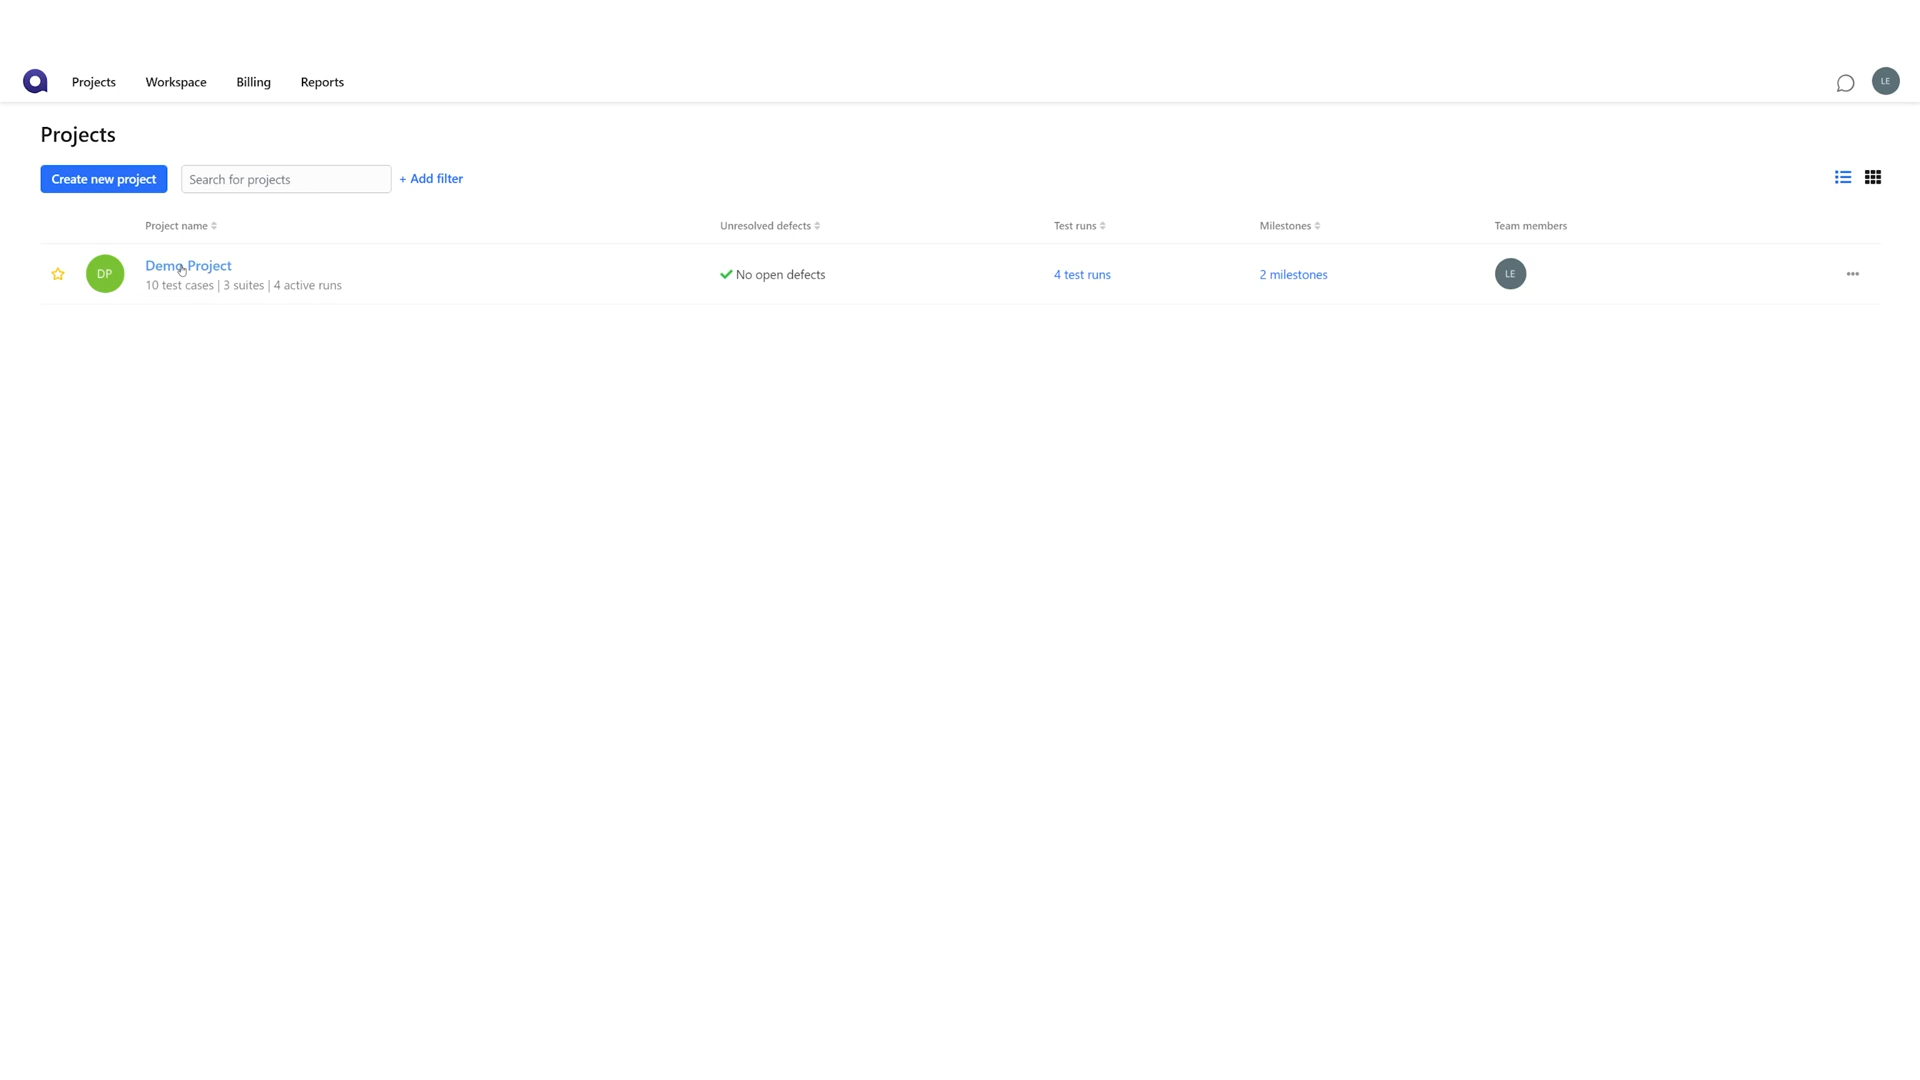 Projects Workspace Billing Reports LE
Projects
Create new project Search for projects + Add filter
Project name Unresolved defects Test runs Milestones Team members
DP Demo Project No open defects 4 test runs 2 milestones LE •••
10 test cases | 3 suites | 4 active runs